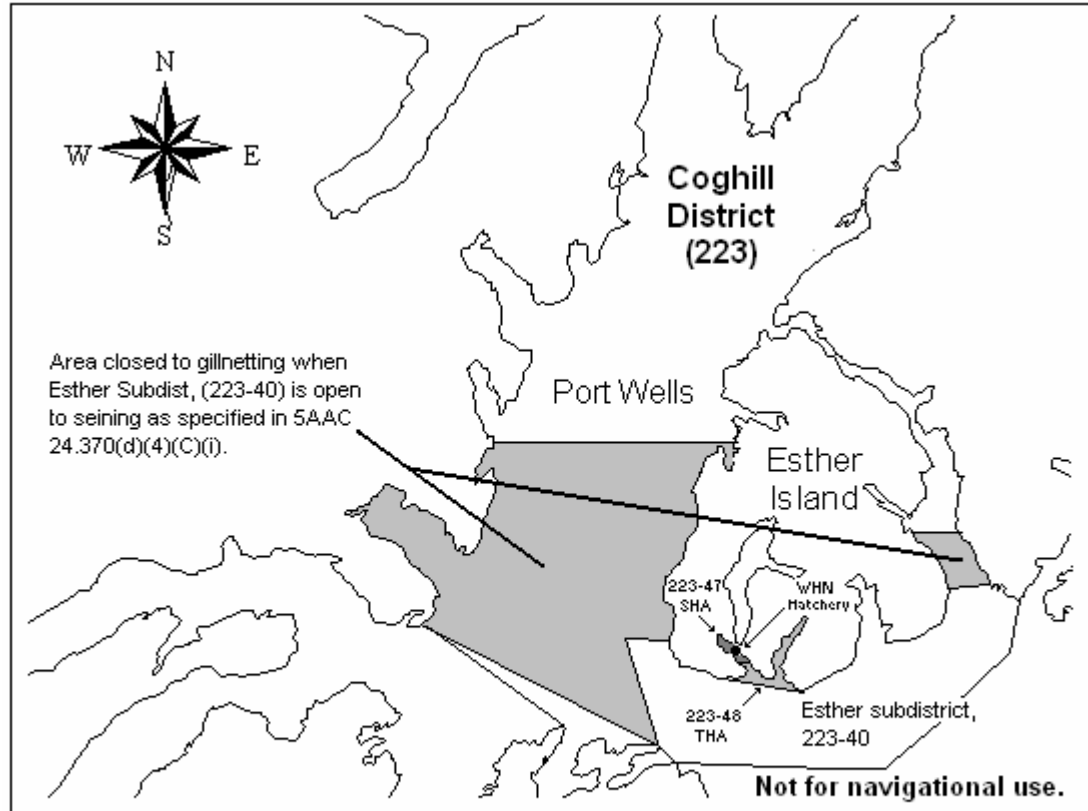 N
W E
S
Coghill
District
(223)
Area closed to gillnetting when
Esther Subdist, (223-40) is open
to seining as specified in 5AAC
24.370(d)(4)(C)(i).
Port Wells
Esther
Island
223-47
SHA
WHN
Hatchery
223-48
THA
Esther subdistrict,
223-40
Not for navigational use.